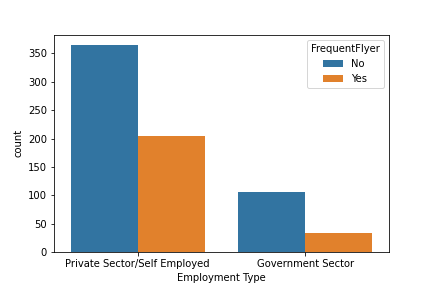 FrequentFlyer
No
Yes
350
300
250
200
150
100
50
0
count
Private Sector/Self Employed
Government Sector
Employment Type